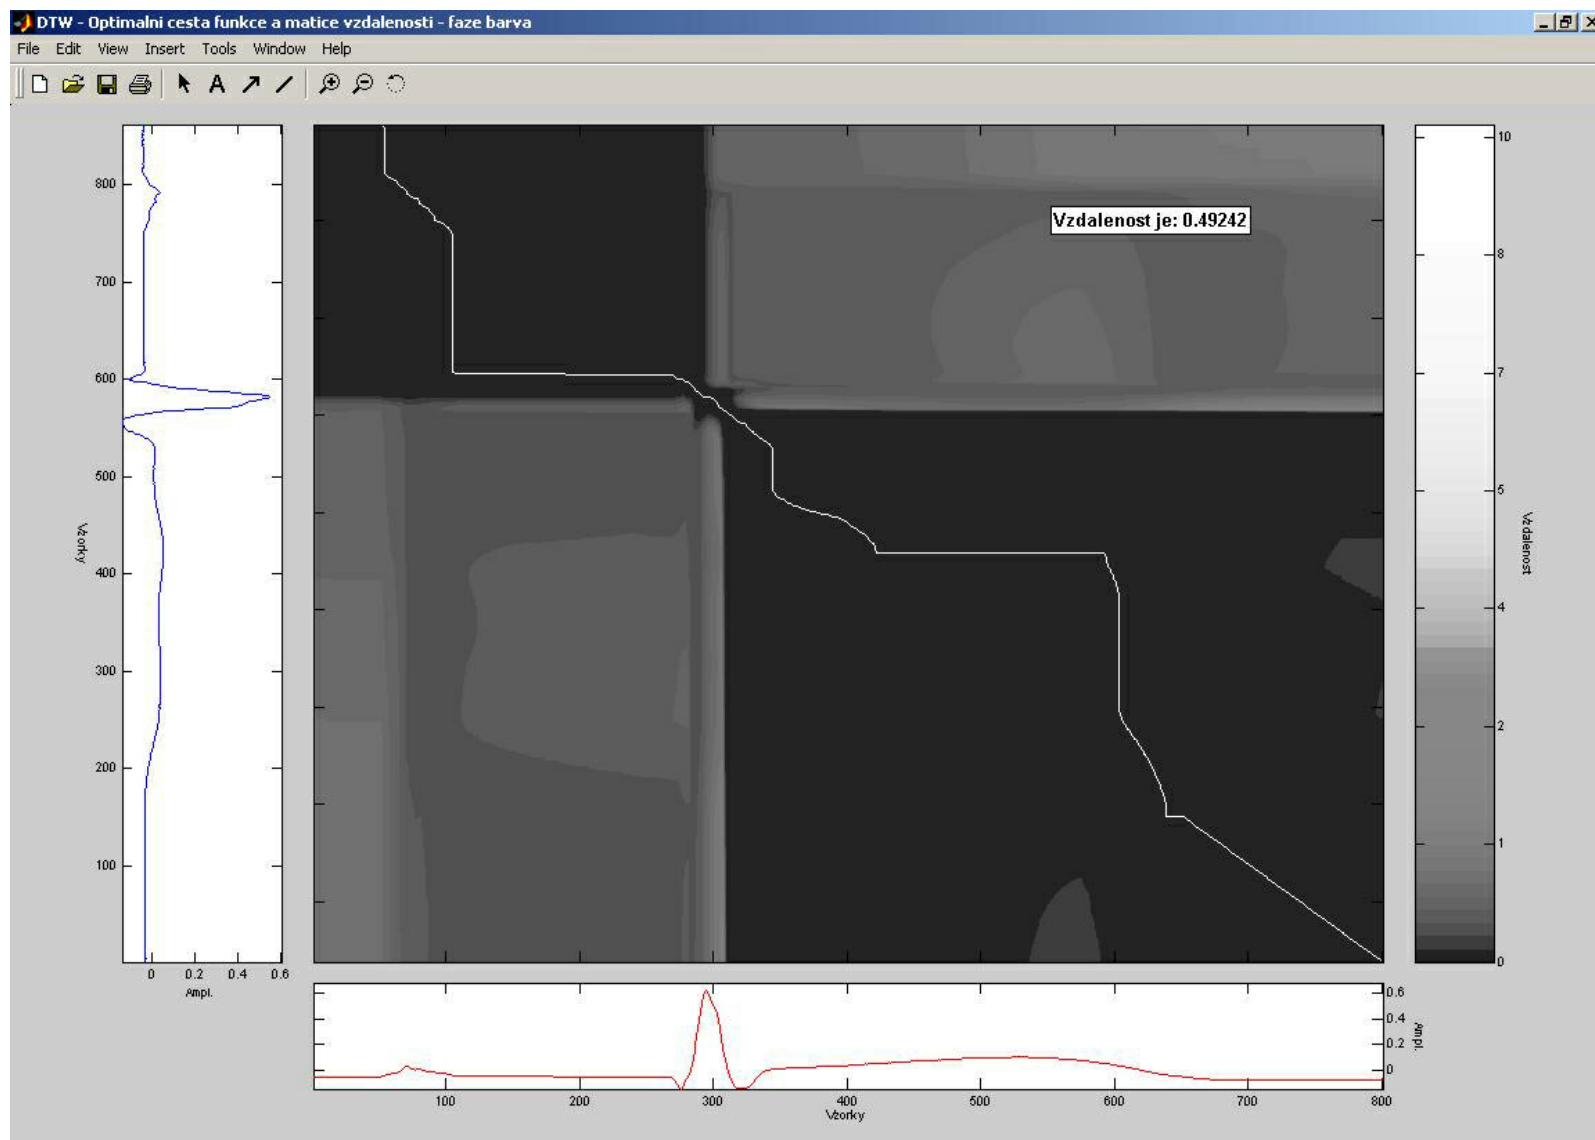 DTW - Optimalni cesta funkce a matice vzdalenosti - faze barva
File Edit View Insert Tools Window Help
A
800
700
600
500
400
300
200
100
Vzorky
0 0.2 0.4 0.6
Ampl.
Vzdalenost je: 0.49242
10
8
7
5
4
2
1
0
Vzdalenost
0.6
0.4
0.2
0
Ampl.
100 200 300 400 500 600 700 800
Vzorky